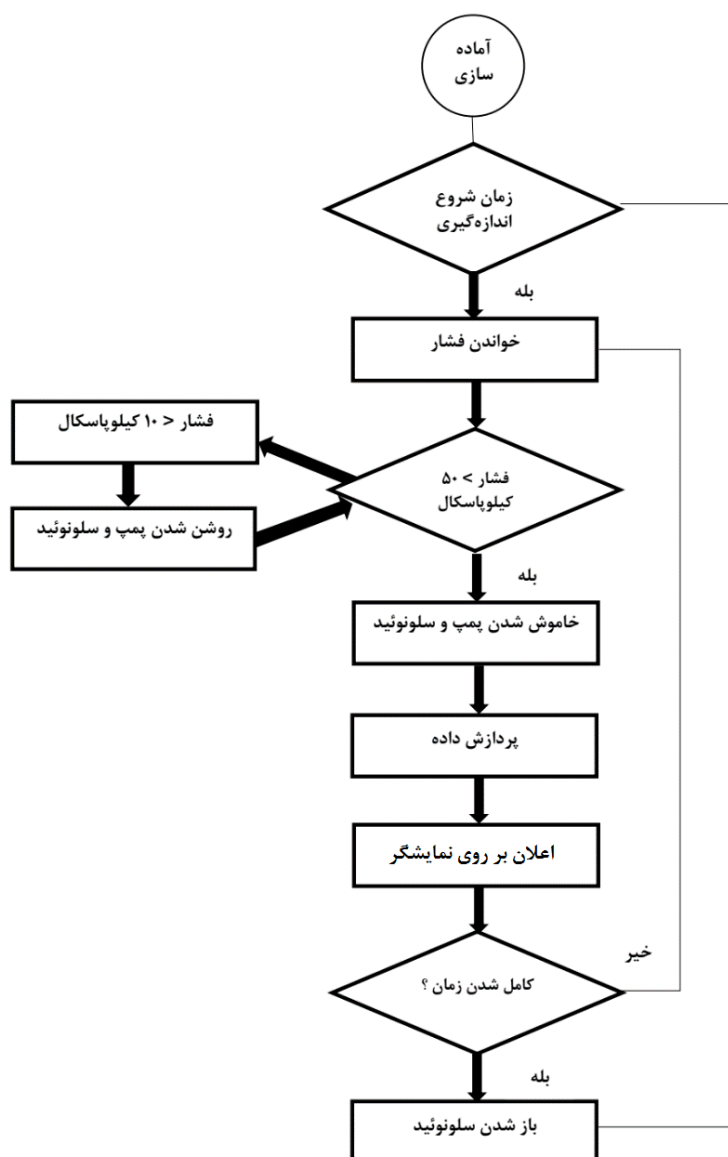 آماده
سازی
زمان شروع
اندازه‌گیری
بله
خواندن فشار
فشار < ۱۰ کیلوپاسکال
فشار > ۵۰
کیلوپاسکال
روشن شدن پمپ و سلونوئید
بله
خاموش شدن پمپ و سلونوئید
پردازش داده
اعلان بر روی نمایشگر
خیر
کامل شدن زمان ؟
بله
باز شدن سلونوئید